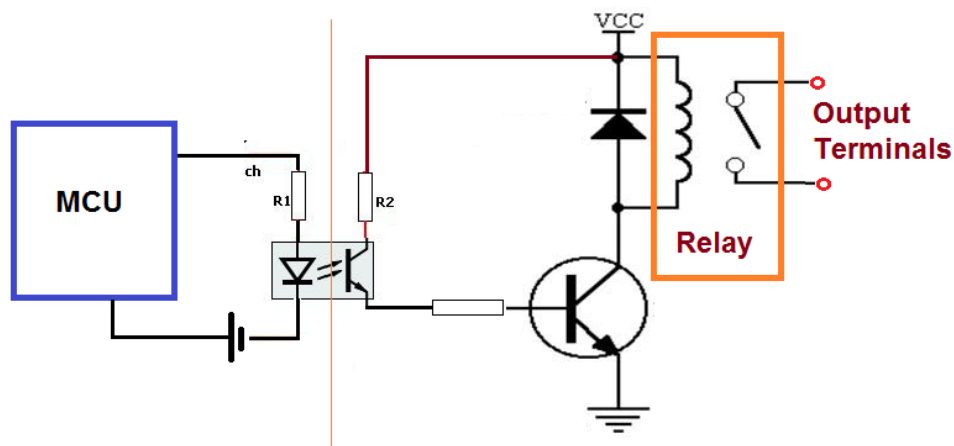 VCC
MCU
ch
R1
R2
Output
Terminals
Relay